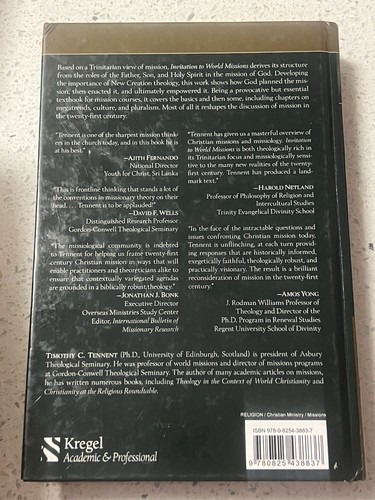 Based on a Trinitarian view of mission, Invitation to World Missions derives its structure
from the roles of the Father, Son, and Holy Spirit in the mission of God. Developing
the importance of New Creation theology, this work shows how God planned the mis-
sion, then enacted it, and ultimately empowered it. Being a provocative but essential
textbook for mission courses, it covers the basics and then some, including chapters on
megatrends, culture, and pluralism. Most of all it reshapes the discussion of mission in
the twenty-first century.
"Tennent is one of the sharpest mission think-
ers in the church today, and in this book he is
at his best."
—AJITH FERNANDO
National Director
Youth for Christ, Sri Lanka
"This is frontline thinking that stands a lot of
the conventions in missionary theory on their
head. . . . Tennent is to be applauded!"
—DAVID F. WELLS
Distinguished Research Professor
Gordon-Conwell Theological Seminary
"The missiological community is indebted
to Tennent for helping us frame twenty-first
century Christian mission in ways that will
enable practitioners and theoreticians alike to
ensure that contextually variegated agendas
are grounded in a biblically robust theology."
—JONATHAN J. BONK
Executive Director
Overseas Ministries Study Center
Editor, International Bulletin of
Missionary Research
"Tennent has given us a masterful overview of
Christian missions and missiology. Invitation
to World Missions is both theologically rich in
its Trinitarian focus and missiologically sensi-
tive to the many new realities of the twenty-
first century. Tennent has produced a land-
mark text."
—HAROLD NETLAND
Professor of Philosophy of Religion and
Intercultural Studies
Trinity Evangelical Divinity School
"In the face of the intractable questions and
issues confronting Christian mission today,
Tennent is unflinching, at each turn provid-
ing responses that are historically informed,
exegetically faithful, theologically robust, and
practically visionary. The result is a brilliant
reconsideration of mission in the twenty-first
century."
—AMOS YONG
J. Rodman Williams Professor of
Theology and Director of the
Ph.D. Program in Renewal Studies
Regent University School of Divinity
TIMOTHY C. TENNENT (Ph.D., University of Edinburgh, Scotland) is president of Asbury
Theological Seminary. He was professor of world missions and director of missions programs
at Gordon-Conwell Theological Seminary. The author of many academic articles on missions,
he has written numerous books, including Theology in the Context of World Christianity and
Christianity at the Religious Roundtable.
RELIGION / Christian Ministry / Missions
ISBN 978-0-8254-3883-7
9 780825 438837
Kregel
Academic & Professional